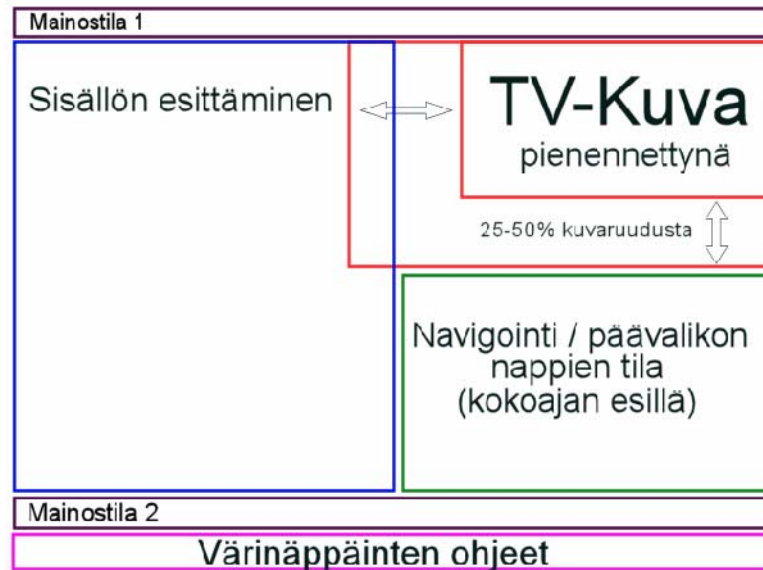 Mainostila 1
Sisällön esittäminen
TV-Kuva
pienennettynä
25-50% kuvaruudusta
Navigointi / päävalikon
nappien tila
(kokoajan esillä)
Mainostila 2
Värinäppäinten ohjeet